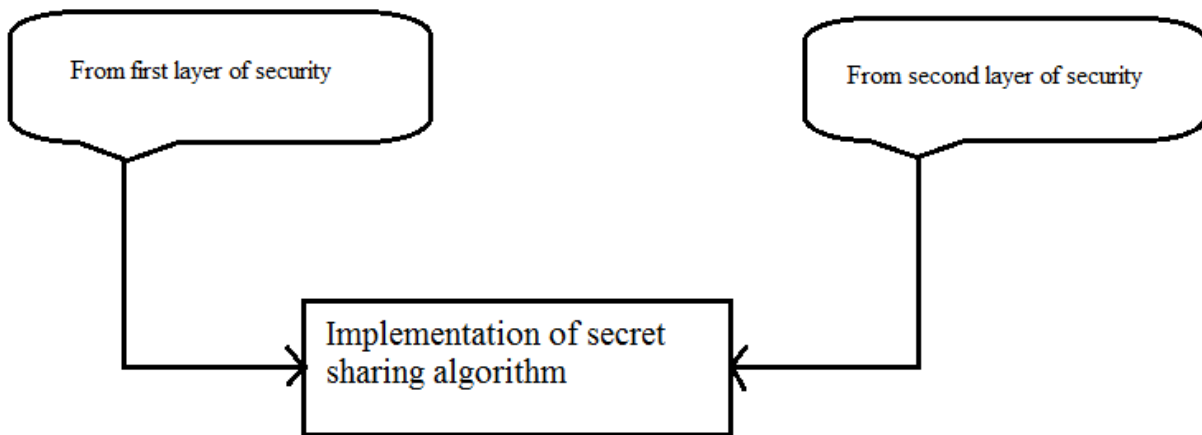 From first layer of security
From second layer of security
Implementation of secret
sharing algorithm